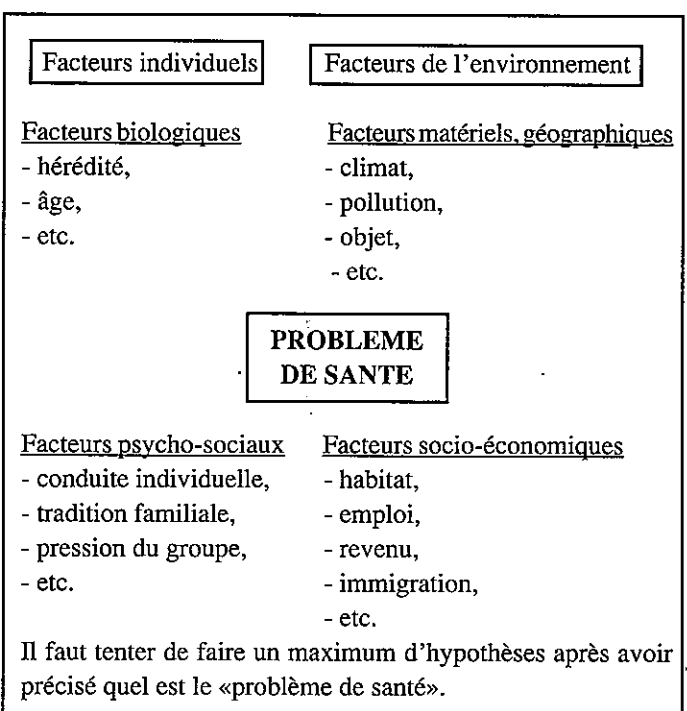 Facteurs individuels
Facteurs de l'environnement
Facteurs biologiques
- hérédité,
- âge,
- etc.
Facteurs matériels, géographiques
- climat,
- pollution,
- objet,
- etc.
PROBLEME
DE SANTE
Facteurs psycho-sociaux
- conduite individuelle,
- tradition familiale,
- pression du groupe,
- etc.
Facteurs socio-économiques
- habitat,
- emploi,
- revenu,
- immigration,
- etc.
Il faut tenter de faire un maximum d'hypothèses après avoir
précisé quel est le «problème de santé».